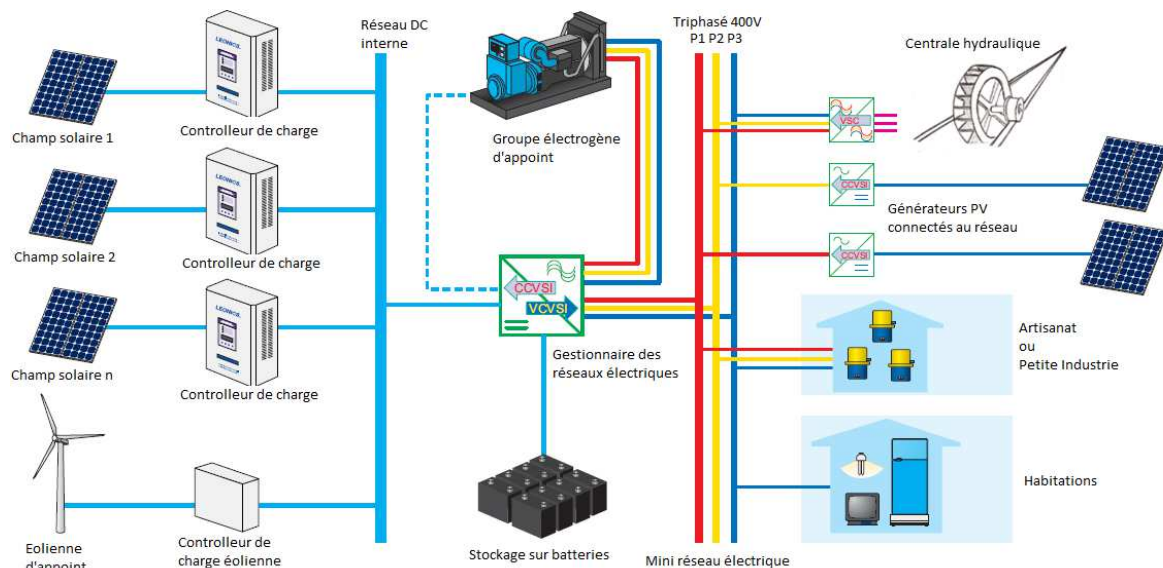 Champ solaire 1
LEONICS.
Controlleur de charge
Champ solaire 2
LEONICS.
Controlleur de charge
Champ solaire n
LEONICS.
Controlleur de charge
Eolienne
d'appoint
Controlleur de
charge éolienne
Réseau DC
interne
Groupe électrogène
d'appoint
CCVSI
VCVSI
Gestionnaire des
réseaux électriques
Stockage sur batteries
Triphasé 400V
P1 P2 P3
Mini réseau électrique
Centrale hydraulique
VSC
CCVSI
Générateurs PV
connectés au réseau
CCVSI
Artisanat
ou
Petite Industrie
Habitations